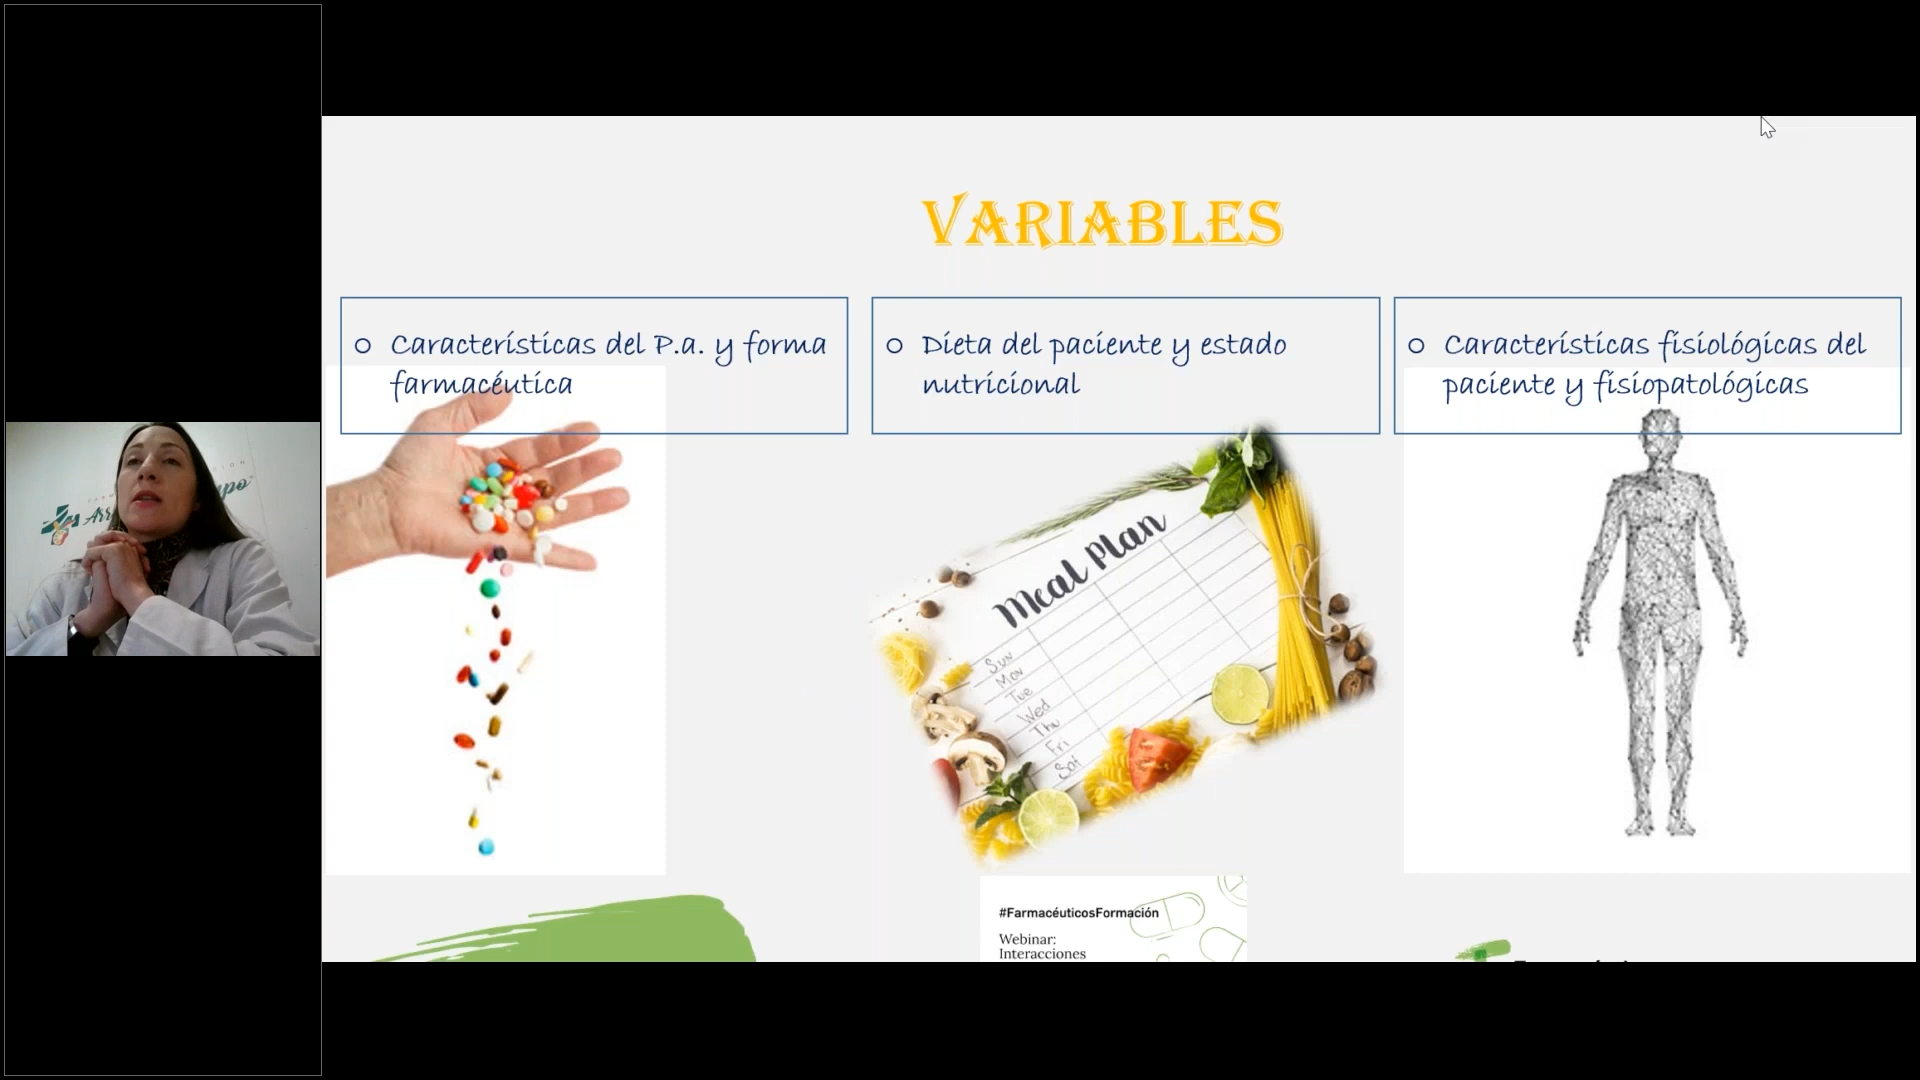 VARIABLES
o Características del P.a. y forma
farmacéutica
o Dieta del paciente y estado
nutricional
o Características fisiológicas del
paciente y fisiopatológicas
Meal Plan
Sun
Mon
Tue
Wed
Thu
Fri
Sat
#FarmacéuticosFormación
Webinar:
Interacciones